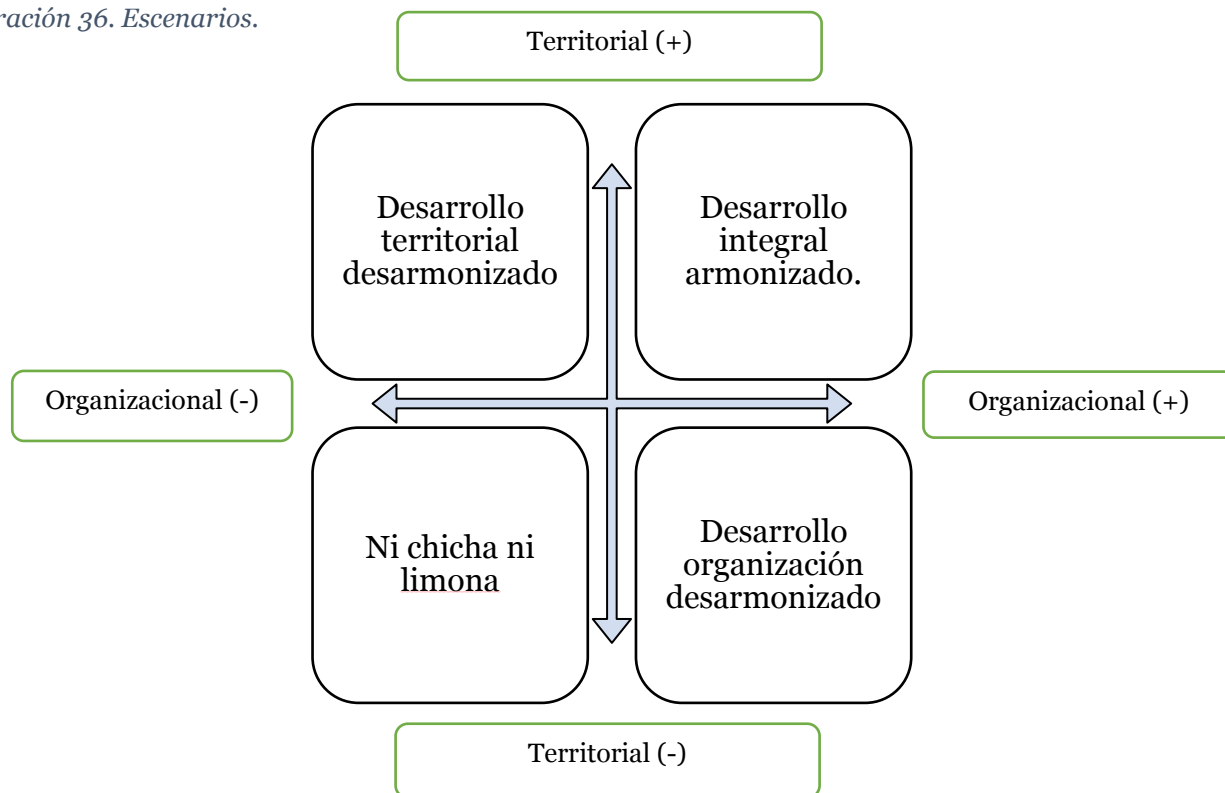 ración 36. Escenarios.
Territorial (+)
Desarrollo
territorial
desarmonizado
Desarrollo
integral
armonizado.
Organizacional (-)
Organizacional (+)
Ni chicha ni
limona
Desarrollo
organización
desarmonizado
Territorial (-)